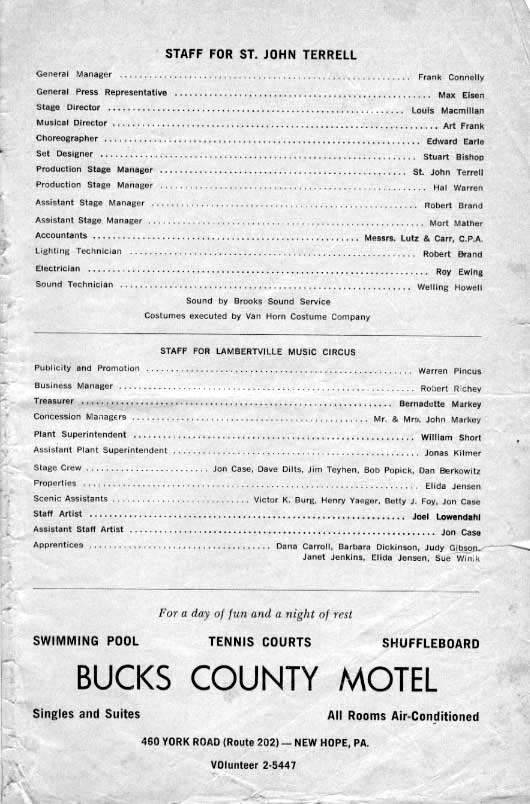 STAFF FOR ST. JOHN TERRELL
General Manager ........ Frank Connelly
General Press Representative ........ Max Eisen
Stage Director ........ Louis Macmillan
Musical Director ........ Art Frank
Choreographer ........ Edward Earle
Set Designer ........ Stuart Bishop
Production Stage Manager ........ St. John Terrell
Production Stage Manager ........ Hal Warren
Assistant Stage Manager ........ Robert Brand
Assistant Stage Manager ........ Mort Mather
Accountants ........ Messrs. Lutz & Carr, C.P.A.
Lighting Technician ........ Robert Brand
Electrician ........ Roy Ewing
Sound Technician ........ Welling Howell
Sound by Brooks Sound Service
Costumes executed by Van Horn Costume Company
STAFF FOR LAMBERTVILLE MUSIC CIRCUS
Publicity and Promotion ........ Warren Pincus
Business Manager ........ Robert Richey
Treasurer ........ Bernadette Markey
Concession Managers ........ Mr. & Mrs. John Markey
Plant Superintendent ........ William Short
Assistant Plant Superintendent ........ Jonas Kilmer
Stage Crew ........ Jon Case, Dave Dilts, Jim Teyhen, Bob Popick, Dan Berkowitz
Properties ........ Elida Jensen
Scenic Assistants ........ Victor K. Burg, Henry Yaeger, Betty J. Foy, Jon Case
Staff Artist ........ Joel Lowendahl
Assistant Staff Artist ........ Jon Case
Apprentices ........ Dana Carroll, Barbara Dickinson, Judy Gibson,
Janet Jenkins, Elida Jensen, Sue Winik
For a day of fun and a night of rest
SWIMMING POOL TENNIS COURTS SHUFFLEBOARD
BUCKS COUNTY MOTEL
Singles and Suites All Rooms Air-Conditioned
460 YORK ROAD (Route 202) — NEW HOPE, PA.
VOlunteer 2-5447